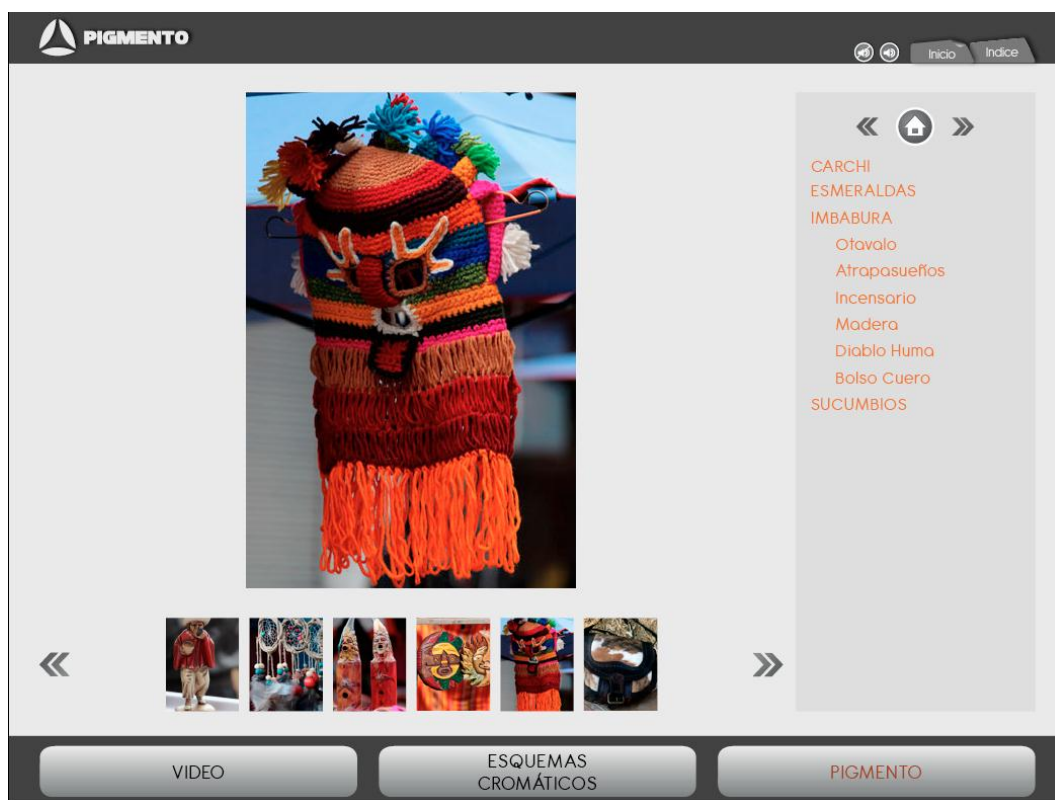 PIGMENTO
Inicio
Indice
CARCHI
ESMERALDAS
IMBABURA
Otavalo
Atrapasueños
Incensario
Madera
Diablo Huma
Bolso Cuero
SUCUMBIOS
VIDEO
ESQUEMAS
CROMÁTICOS
PIGMENTO